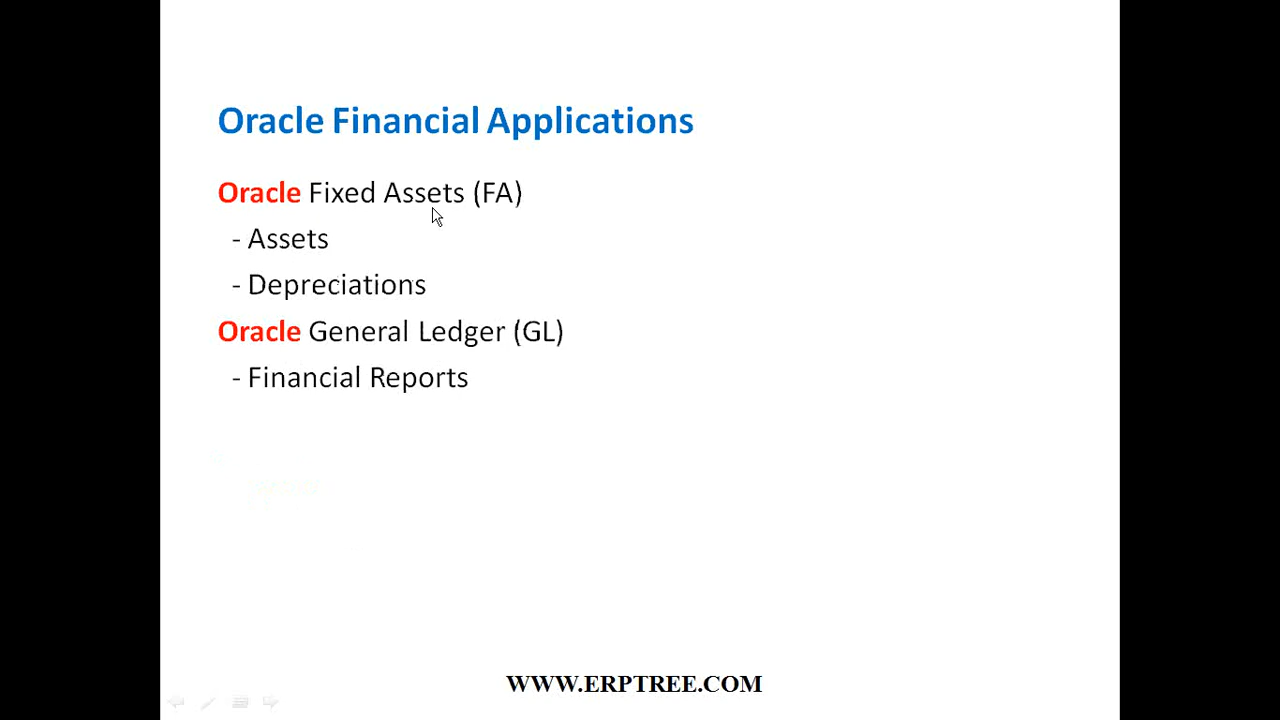 Oracle Financial Applications
Oracle Fixed Assets (FA)
- Assets
- Depreciations
Oracle General Ledger (GL)
- Financial Reports
WWW.ERPTREE.COM